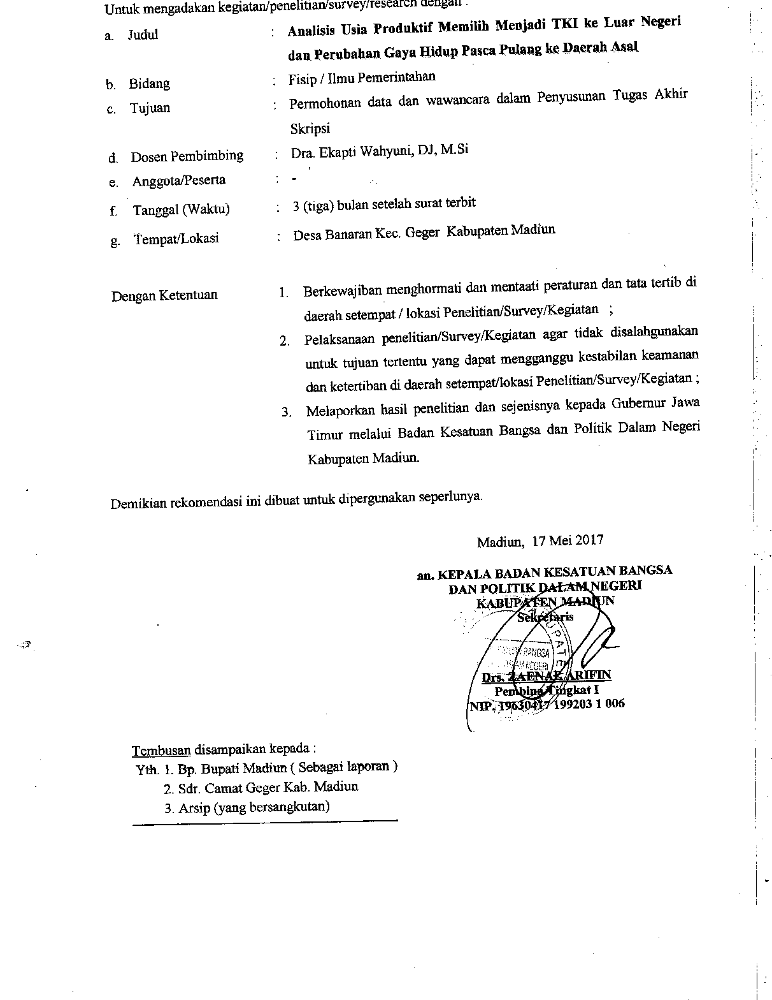 Untuk mengadakan kegiatan/penelitian/survey/research dengan :
a. Judul : Analisis Usia Produktif Memilih Menjadi TKI ke Luar Negeri
dan Perubahan Gaya Hidup Pasca Pulang ke Daerah Asal
b. Bidang : Fisip / Ilmu Pemerintahan
c. Tujuan : Permohonan data dan wawancara dalam Penyusunan Tugas Akhir
Skripsi
d. Dosen Pembimbing : Dra. Ekapti Wahyuni, DJ, M.Si
e. Anggota/Peserta : -
f. Tanggal (Waktu) : 3 (tiga) bulan setelah surat terbit
g. Tempat/Lokasi : Desa Banaran Kec. Geger Kabupaten Madiun
Dengan Ketentuan 1. Berkewajiban menghormati dan mentaati peraturan dan tata tertib di
daerah setempat / lokasi Penelitian/Survey/Kegiatan ;
2. Pelaksanaan penelitian/Survey/Kegiatan agar tidak disalahgunakan
untuk tujuan tertentu yang dapat mengganggu kestabilan keamanan
dan ketertiban di daerah setempat/lokasi Penelitian/Survey/Kegiatan ;
3. Melaporkan hasil penelitian dan sejenisnya kepada Gubernur Jawa
Timur melalui Badan Kesatuan Bangsa dan Politik Dalam Negeri
Kabupaten Madiun.
Demikian rekomendasi ini dibuat untuk dipergunakan seperlunya.
Madiun, 17 Mei 2017
an. KEPALA BADAN KESATUAN BANGSA
DAN POLITIK DALAM NEGERI
KABUPATEN MADIUN
Sekretaris
BANGSA
NEGERI
Drs. ZAENAL ARIFIN
Pembina Tingkat I
NIP. 19630417 199203 1 006
Tembusan disampaikan kepada :
Yth. 1. Bp. Bupati Madiun ( Sebagai laporan )
2. Sdr. Camat Geger Kab. Madiun
3. Arsip (yang bersangkutan)